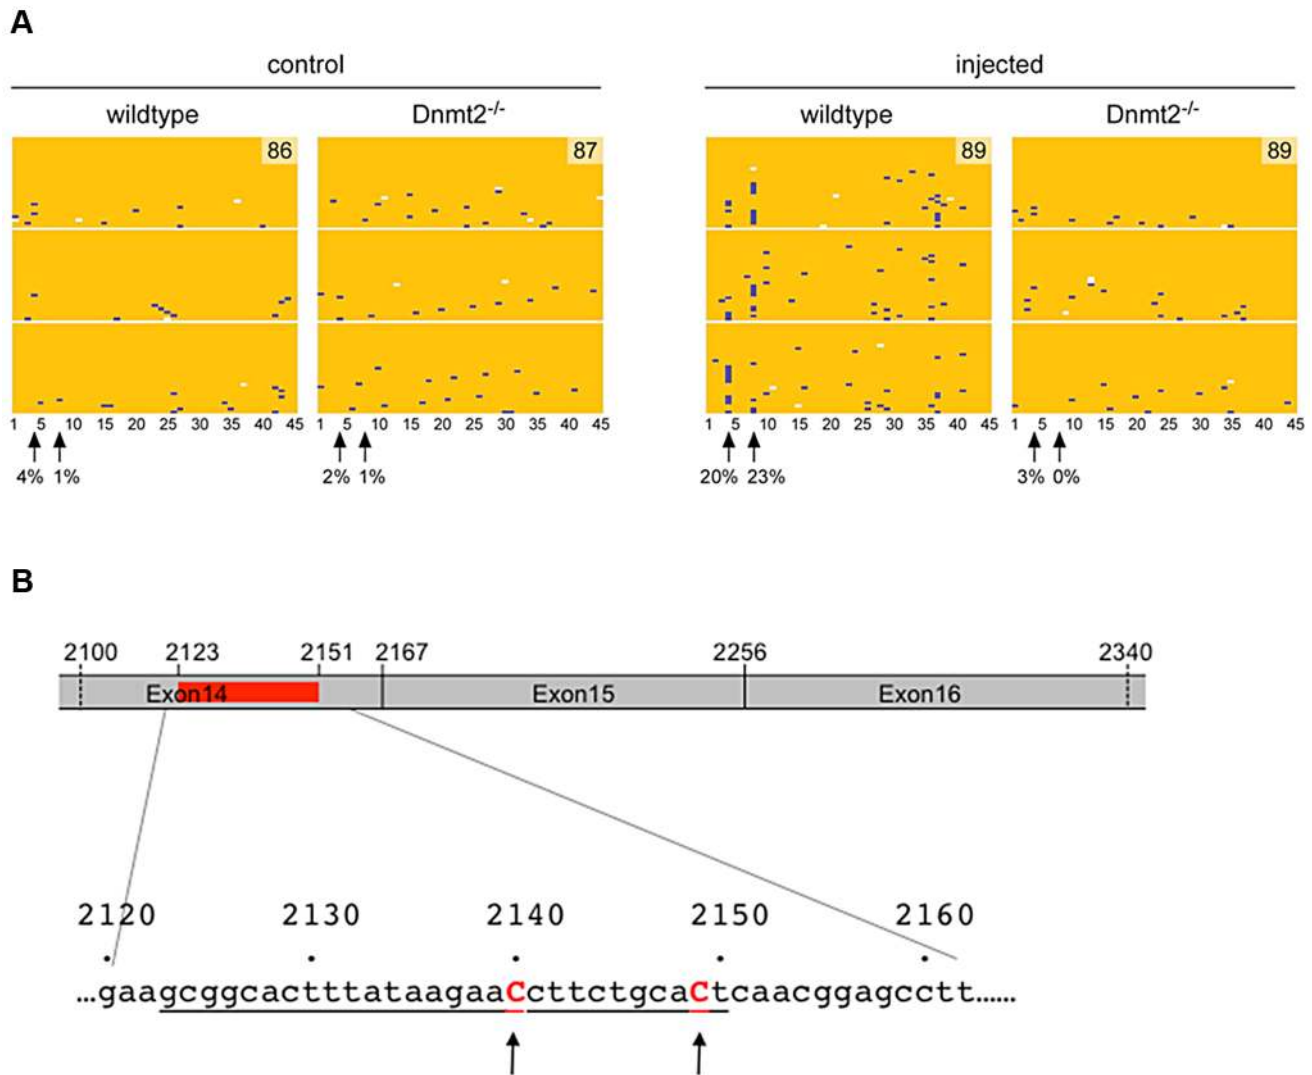 A
control injected
wildtype Dnmt2-/- wildtype Dnmt2-/-
86 87 89 89
1 5 10 15 20 25 30 35 40 45 1 5 10 15 20 25 30 35 40 45 1 5 10 15 20 25 30 35 40 45 1 5 10 15 20 25 30 35 40 45
4% 1% 2% 1% 20% 23% 3% 0%
B
2100 2123 2151 2167 2256 2340
Exon14 Exon15 Exon16
2120 2130 2140 2150 2160
...gaagcggcactttataagaaCcttctgcaCtcaacggagcctt......